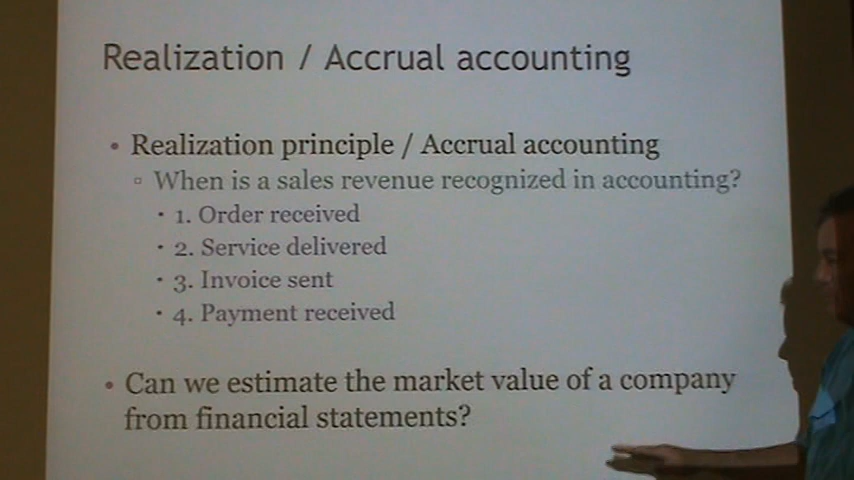 Realization / Accrual accounting
• Realization principle / Accrual accounting
▫ When is a sales revenue recognized in accounting?
• 1. Order received
• 2. Service delivered
• 3. Invoice sent
• 4. Payment received
• Can we estimate the market value of a company
from financial statements?